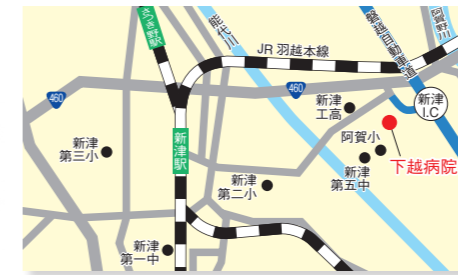 さつき野駅
能代川
磐越自動車道
阿賀野川
JR 羽越本線
460
460
新津
工高
新津
I.C
新津
第三小
新津駅
阿賀小
下越病院
新津
第二小
新津
第五中
新津
第一中